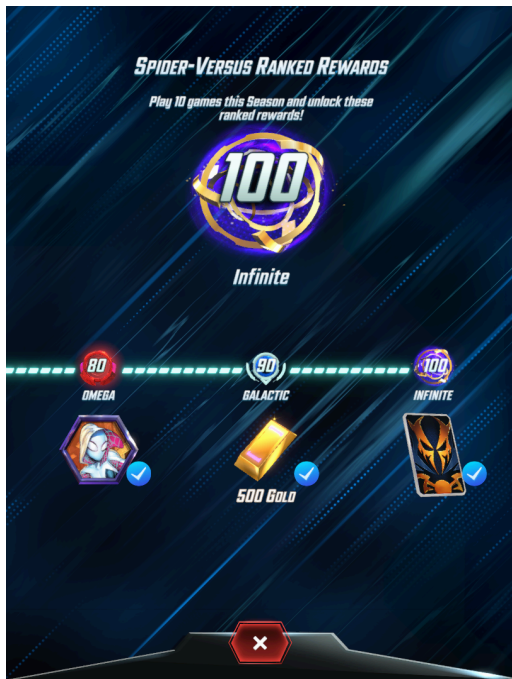 Spider-Versus Ranked Rewards
Play 10 games this Season and unlock these
ranked rewards!
100
Infinite
80
90
100
OMEGA
GALACTIC
INFINITE
500 Gold